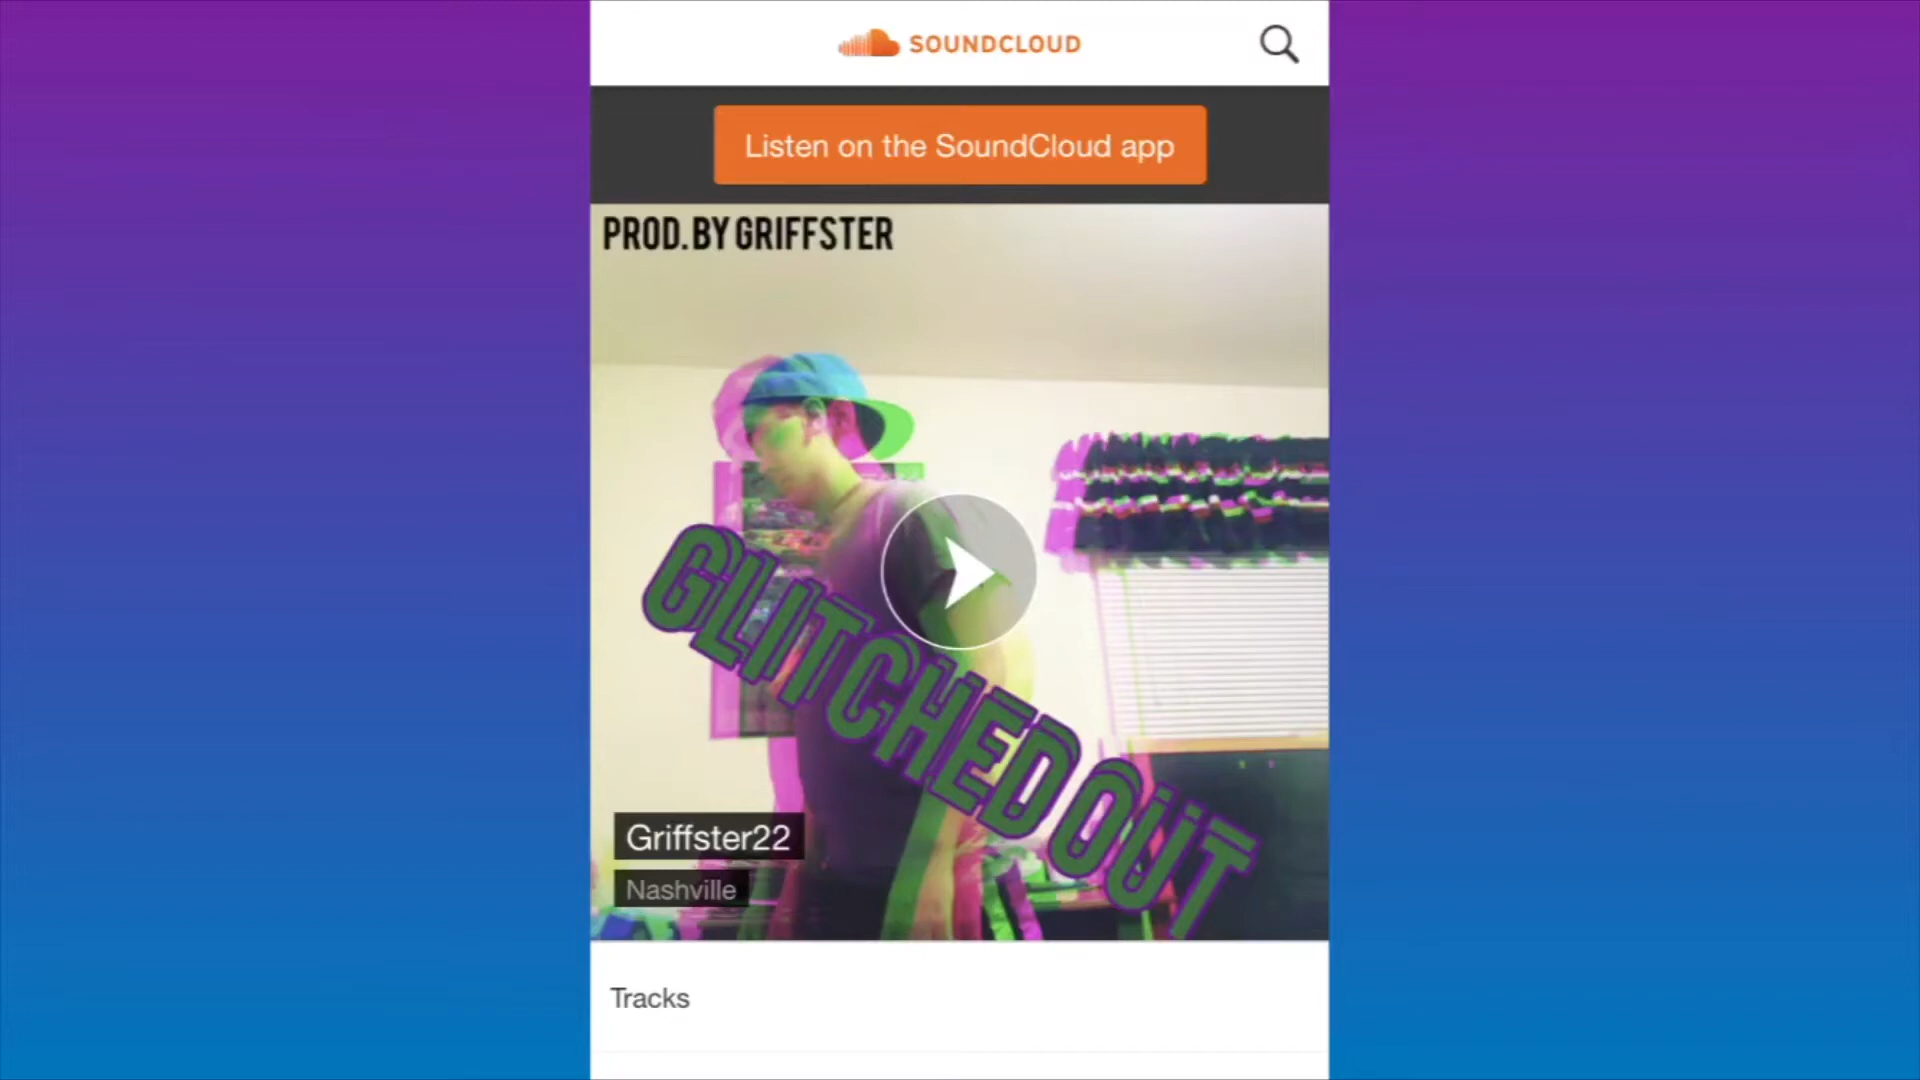 SOUNDCLOUD
Listen on the SoundCloud app
PROD. BY GRIFFSTER
GLITCHED OUT
Griffster22
Nashville
Tracks